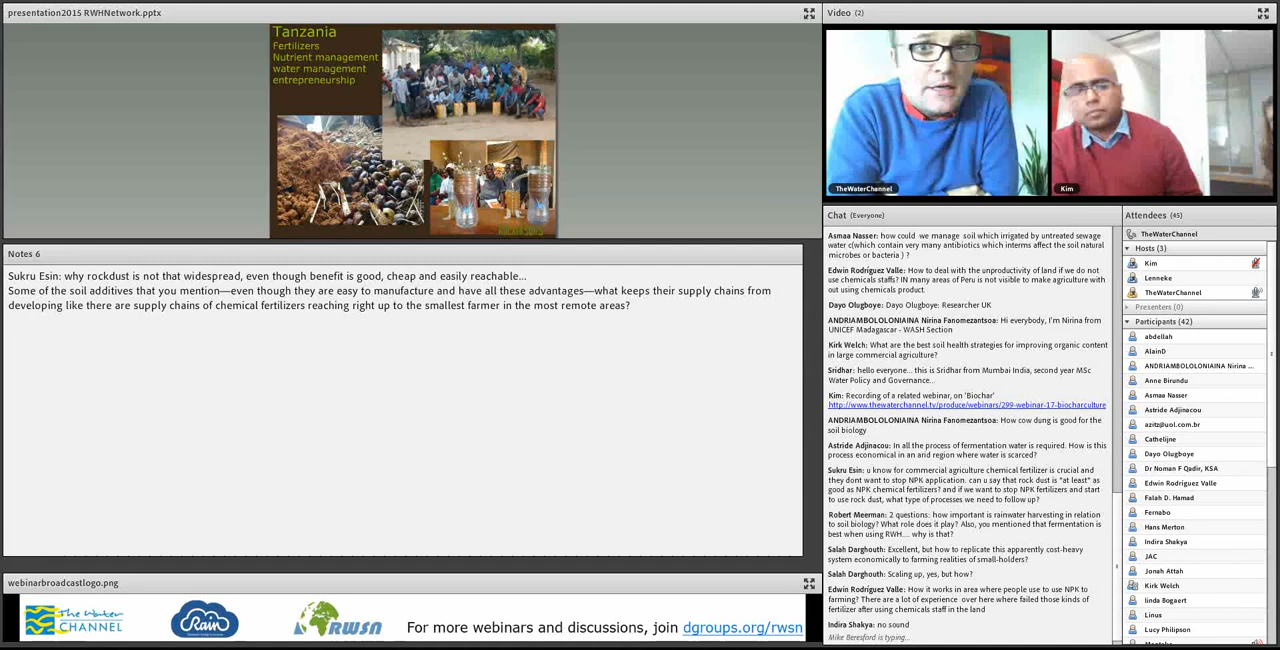 presentation2015 RWHNetwork.pptx
Tanzania
Fertilizers
Nutrient management
water management
entrepreneurship
Notes 6
Sukru Esin: why rockdust is not that widespread, even though benefit is good, cheap and easily reachable...
Some of the soil additives that you mention—even though they are easy to manufacture and have all these advantages—what keeps their supply chains from
developing like there are supply chains of chemical fertilizers reaching right up to the smallest farmer in the most remote areas?
webinarbroadcastlogo.png
The Water
CHANNEL
Rain
RWSN
For more webinars and discussions, join dgroups.org/rwsn
Video (2)
TheWaterChannel
Kim
Chat (Everyone)
Asmaa Nasser: how could we manage soil which irrigated by untreated sewage
water c(which contain very many antibiotics which interms affect the soil natural
microbes or bacteria ) ?
Edwin Rodríguez Valle: How to deal with the unproductivity of land if we do not
use chemicals staff? IN many areas of Peru is not visible to make agriculture with
out using chemicals product.
Dayo Olugboye: Dayo Olugboye: Researcher UK
ANDRIAMBOLOLONIAINA Nirina Fanomezantsoa: Hi everybody, I'm Nirina from
UNICEF Madagascar - WASH Section
Kirk Welch: What are the best soil health strategies for improving organic content
in large commercial agriculture?
Sridhar: hello everyone... this is Sridhar from Mumbai India, second year MSc
Water Policy and Governance...
Kim: Recording of a related webinar, on 'Biochar'
http://www.thewaterchannel.tv/produce/webinars/299-webinar-17-biocharculture
ANDRIAMBOLOLONIAINA Nirina Fanomezantsoa: How cow dung is good for the
soil biology
Astride Adjinacou: In all the process of fermentation water is required. How is this
process economical in an arid region where water is scarced?
Sukru Esin: u know for commercial agriculture chemical fertilizer is crucial and
they dont want to stop NPK application. can u say that rock dust is "at least" as
good as NPK chemical fertilizers? and if we want to stop NPK fertilizers and start
to use rock dust, what type of processes we need to follow up?
Robert Meerman: 2 questions: how important is rainwater harvesting in relation
to soil biology? What role does it play? Also, you mentioned that fermentation is
best when using RWH.... why is that?
Salah Darghouth: Excellent, but how to replicate this apparently cost-heavy
system economically to farming realities of small-holders?
Salah Darghouth: Scaling up, yes, but how?
Edwin Rodríguez Valle: How it works in area where people use to use NPK to
farming? There are a lot of experience over here where failed those kinds of
fertilizer after using chemicals staff in the land
Indira Shakya: no sound
Mike Beresford is typing...
Attendees (45)
TheWaterChannel
Hosts (3)
Kim
Lenneke
TheWaterChannel
Presenters (0)
Participants (42)
abdellah
AlainD
ANDRIAMBOLOLONIAINA Nirina ...
Anne Birundu
Asmaa Nasser
Astride Adjinacou
azitz@uol.com.br
Cathelijne
Dayo Olugboye
Dr Noman F Qadir, KSA
Edwin Rodríguez Valle
Falah D. Hamad
Fernabo
Hans Merton
Indira Shakya
JAC
Jonah Attah
Kirk Welch
linda Bogaert
Linus
Lucy Philipson